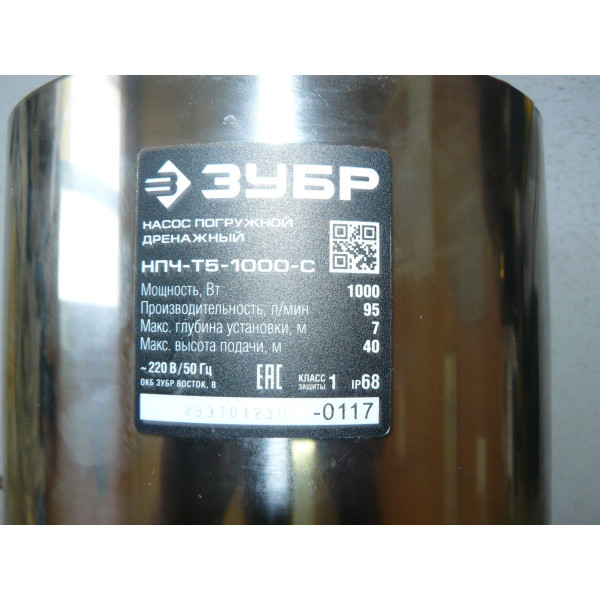 ЗУБР
НАСОС ПОГРУЖНОЙ
ДРЕНАЖНЫЙ
НПЧ-Т5-1000-С
Мощность, Вт 1000
Производительность, л/мин 95
Макс. глубина установки, м 7
Макс. высота подачи, м 40
~ 220 В / 50 Гц EAC КЛАСС ЗАЩИТЫ 1 IP68
ОКБ ЗУБР ВОСТОК, В
-0117